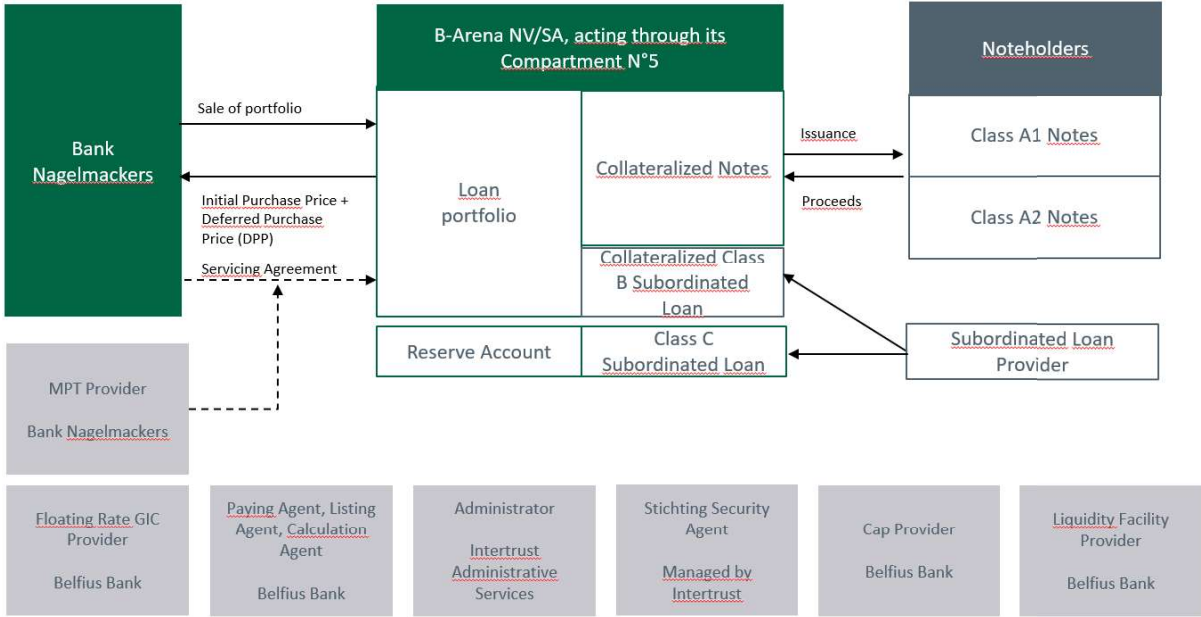 Bank
Nagelmackers
Sale of portfolio
Initial Purchase Price +
Deferred Purchase
Price (DPP)
Servicing Agreement
B-Arena NV/SA, acting through its
Compartment N°5
Loan
portfolio
Collateralized Notes
Collateralized Class
B Subordinated
Loan
Reserve Account
Class C
Subordinated Loan
Issuance
Proceeds
Noteholders
Class A1 Notes
Class A2 Notes
Subordinated Loan
Provider
MPT Provider
Bank Nagelmackers
Floating Rate GIC
Provider
Belfius Bank
Paying Agent, Listing
Agent, Calculation
Agent
Belfius Bank
Administrator
Intertrust
Administrative
Services
Stichting Security
Agent
Managed by
Intertrust
Cap Provider
Belfius Bank
Liquidity Facility
Provider
Belfius Bank